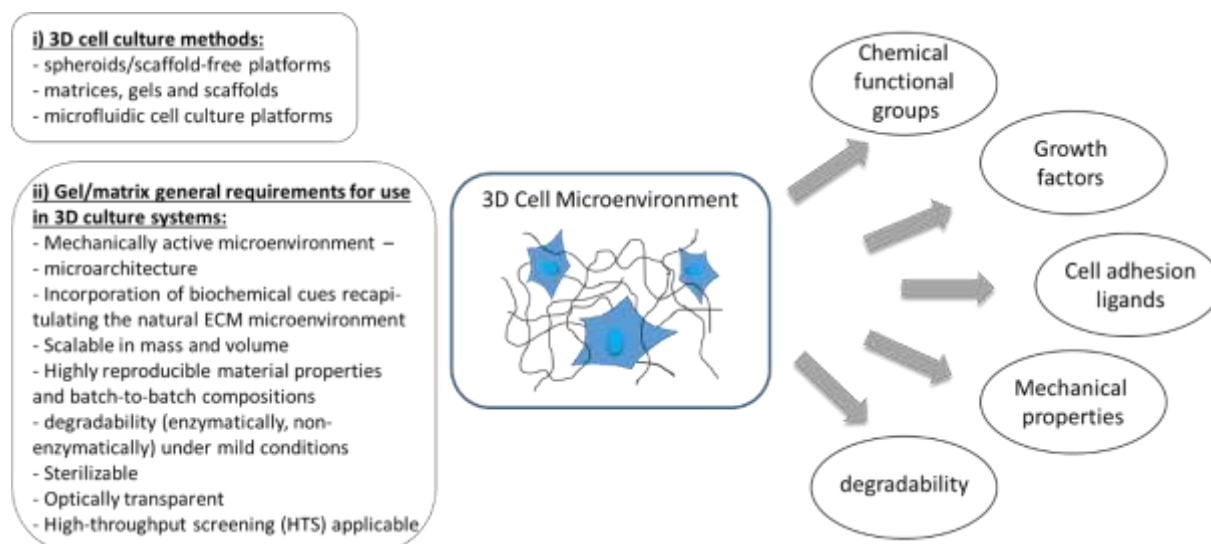 i) 3D cell culture methods:
- spheroids/scaffold-free platforms
- matrices, gels and scaffolds
- microfluidic cell culture platforms
ii) Gel/matrix general requirements for use
in 3D culture systems:
- Mechanically active microenvironment –
- microarchitecture
- Incorporation of biochemical cues recapi-
tulating the natural ECM microenvironment
- Scalable in mass and volume
- Highly reproducible material properties
and batch-to-batch compositions
- degradability (enzymatically, non-
enzymatically) under mild conditions
- Sterilizable
- Optically transparent
- High-throughput screening (HTS) applicable
3D Cell Microenvironment
Chemical
functional
groups
Growth
factors
Cell adhesion
ligands
Mechanical
properties
degradability